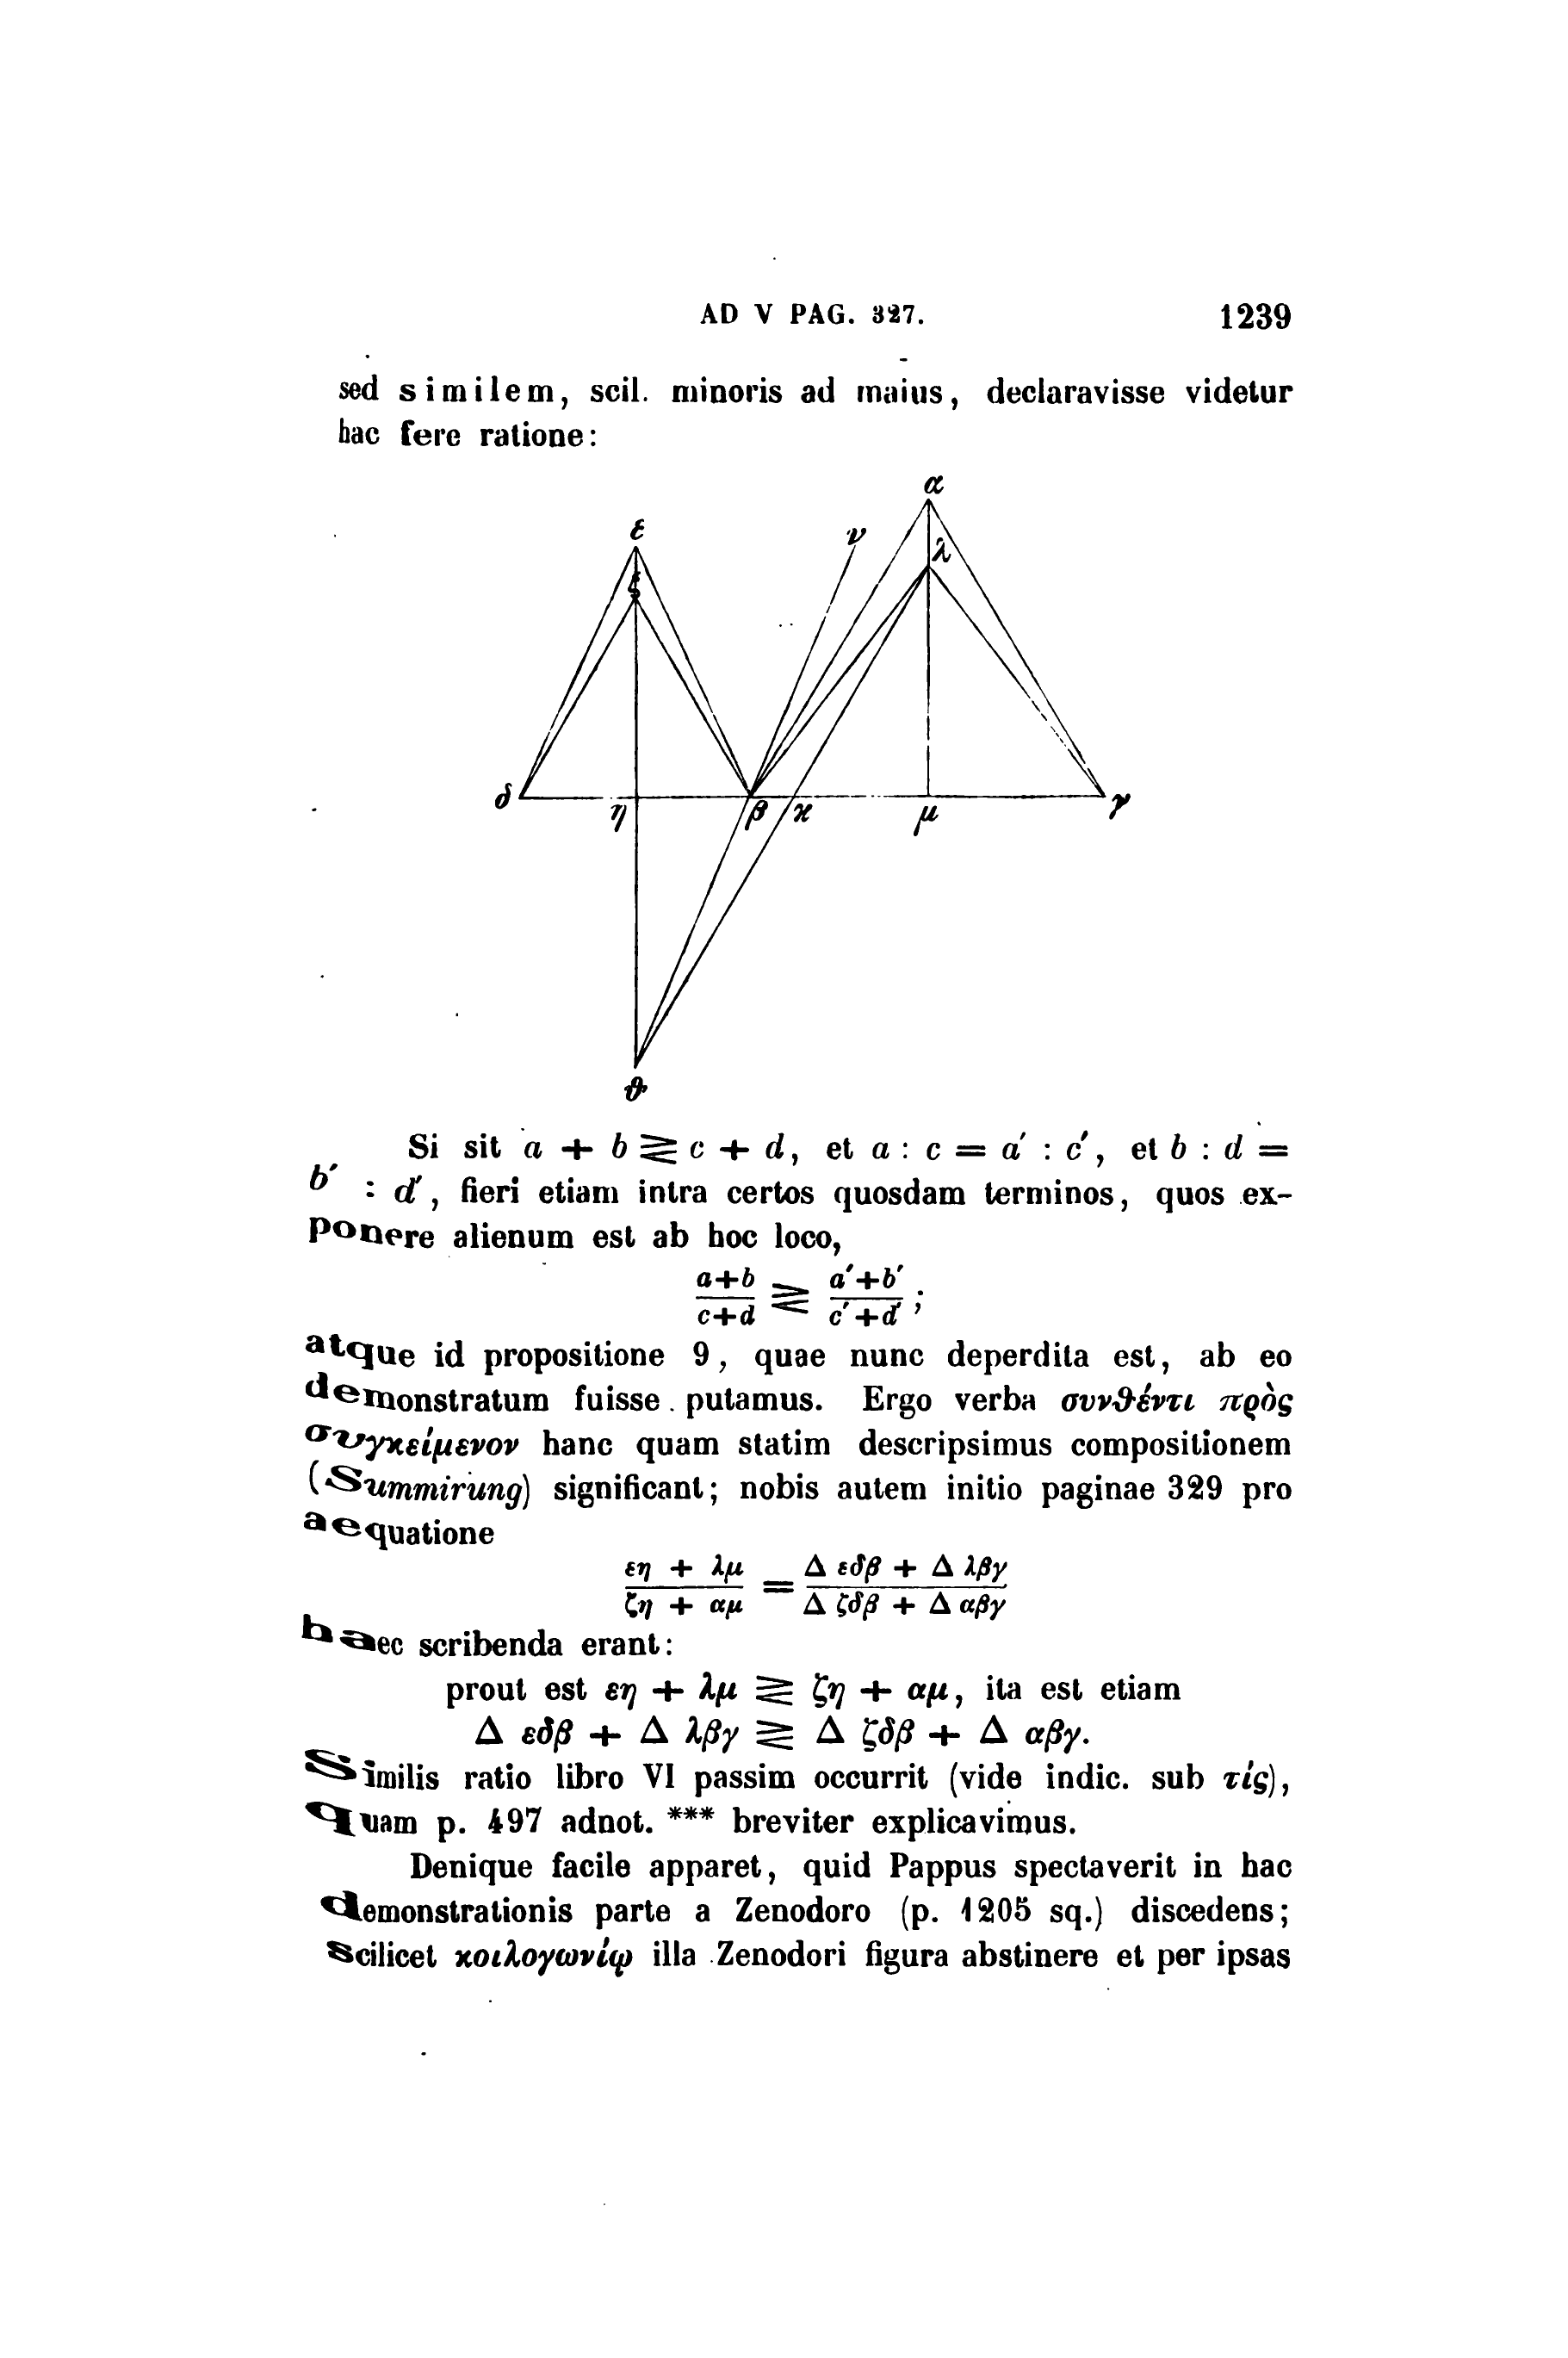 AD V PAG. 327. 1239
sed similem, scil. minoris ad maius, declaravisse videtur
hac fere ratione:
α
ε
ν
λ
ζ
δ
η
β
κ
μ
γ
ϑ
Si sit a + b ⪌ c + d, et a : c = a′ : c′, et b : d =
b′ : d′, fieri etiam intra certos quosdam terminos, quos ex-
ponere alienum est ab hoc loco,
a+b / c+d ⪌ a′+b′ / c′+d′ ;
atque id propositione 9, quae nunc deperdita est, ab eo
demonstratum fuisse putamus. Ergo verba συνϑέντι πρὸς
συγκείμενον hanc quam statim descripsimus compositionem
(Summirung) significant; nobis autem initio paginae 329 pro
aequatione
εη + λμ / ζη + αμ = Δ εδβ + Δ λβγ / Δ ζδβ + Δ αβγ
haec scribenda erant:
prout est εη + λμ ⪌ ζη + αμ, ita est etiam
Δ εδβ + Δ λβγ ⪌ Δ ζδβ + Δ αβγ.
Similis ratio libro VI passim occurrit (vide indic. sub τίς),
quam p. 497 adnot. *** breviter explicavimus.
Denique facile apparet, quid Pappus spectaverit in hac
demonstrationis parte a Zenodoro (p. 1205 sq.) discedens;
scilicet κοιλογωνίῳ illa Zenodori figura abstinere et per ipsas